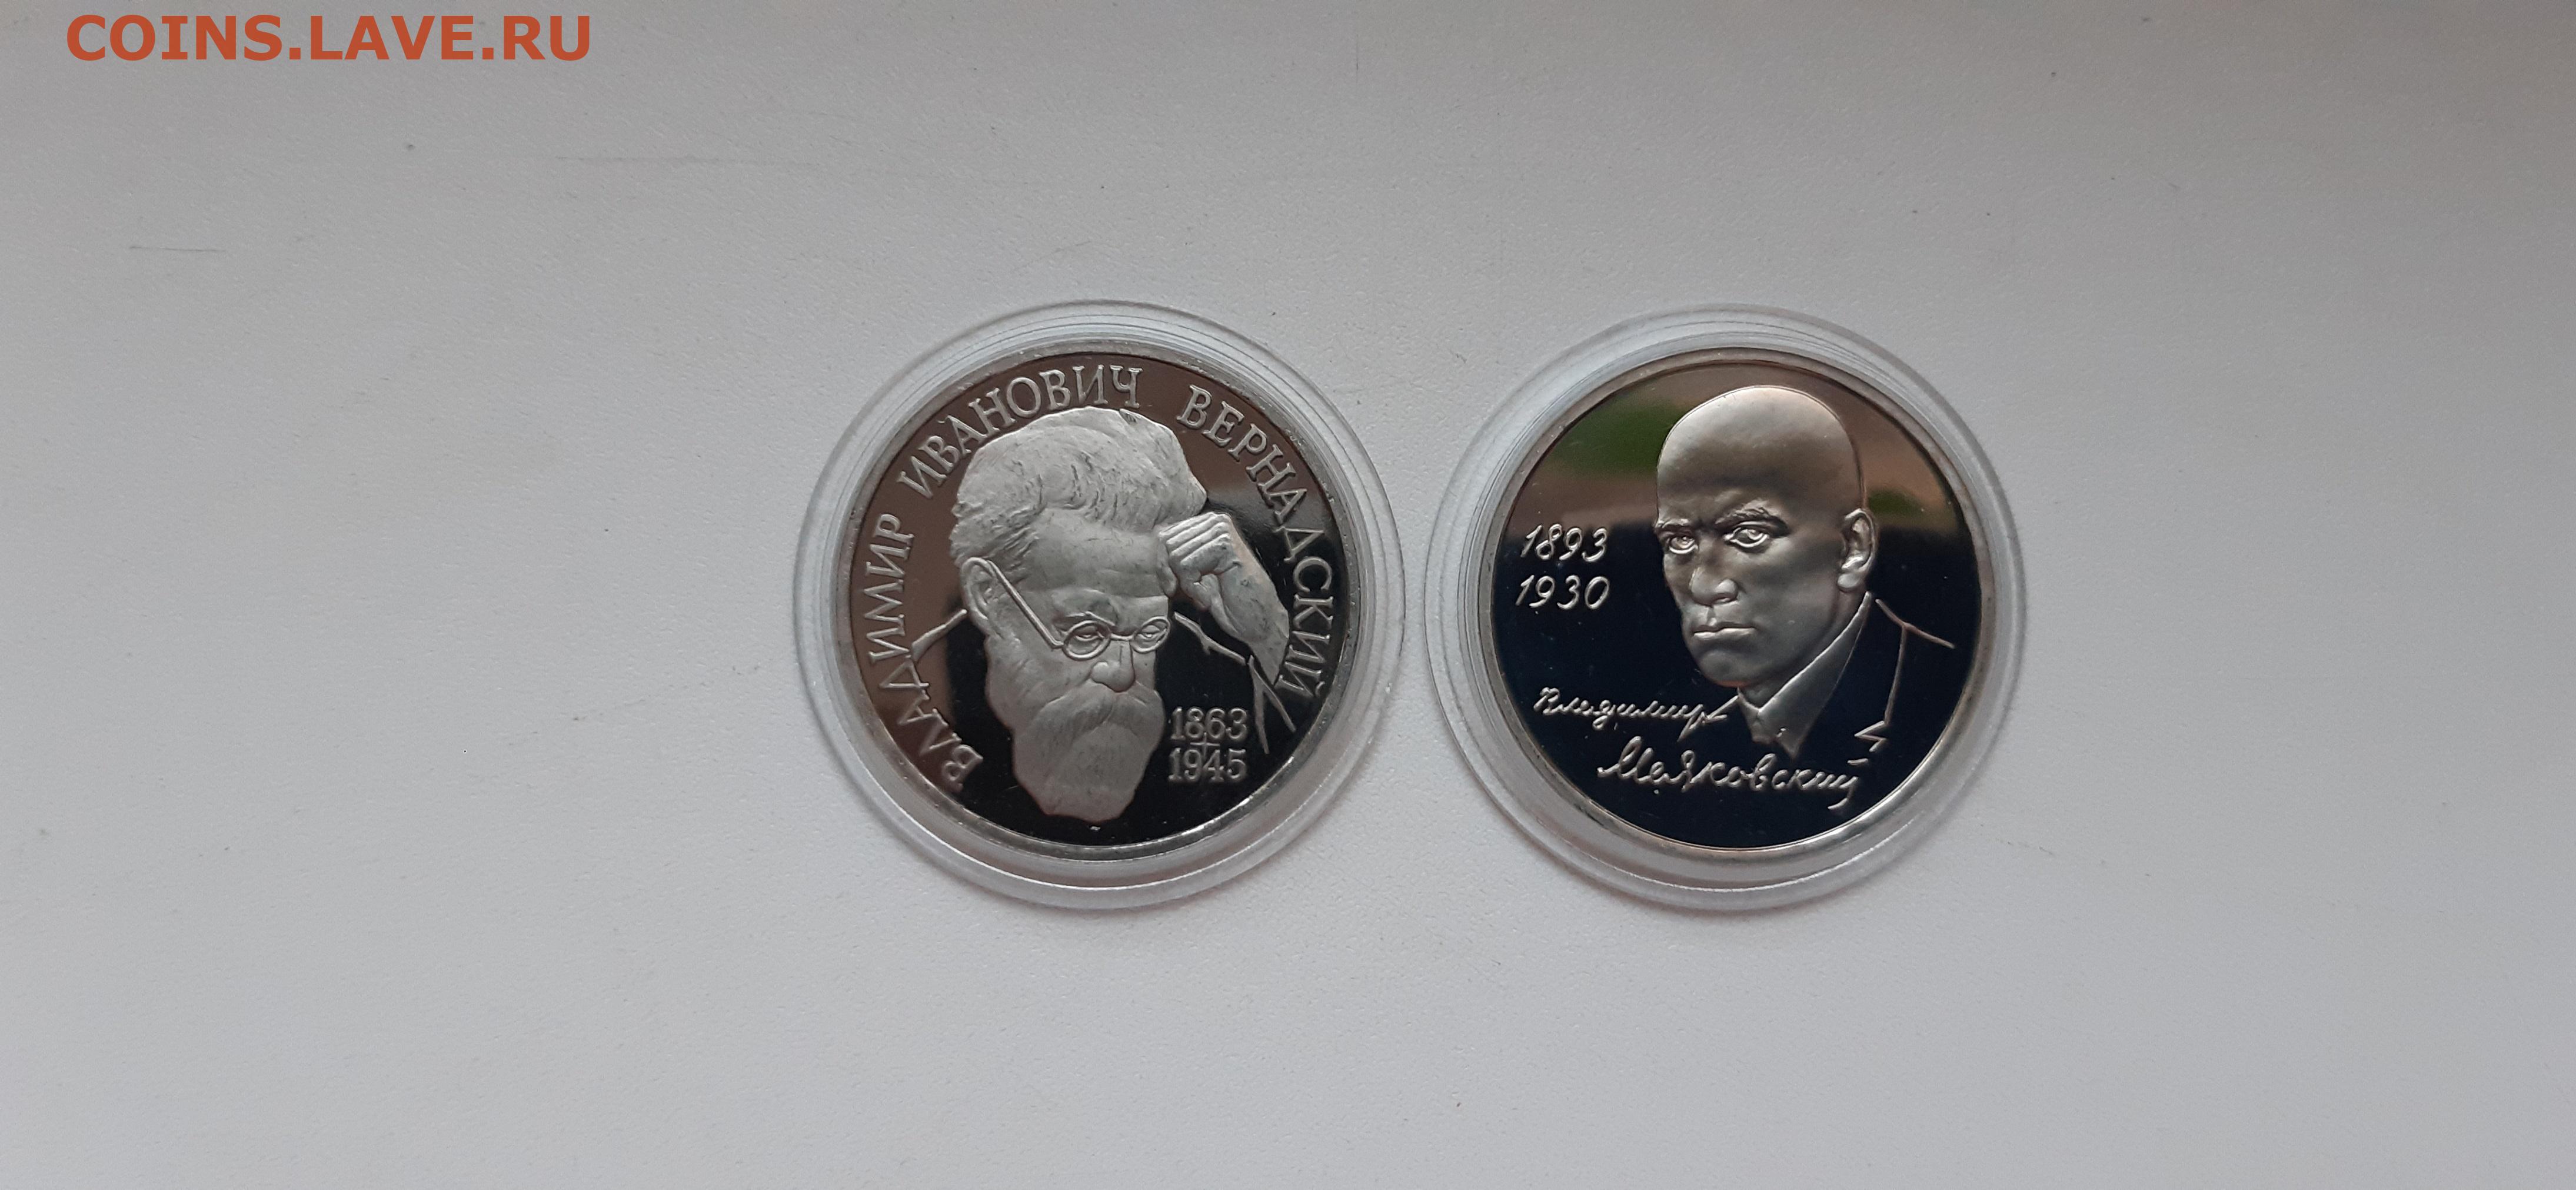 COINS.LAVE.RU
ВЛАДИМИР ИВАНОВИЧ ВЕРНАДСКИЙ
1863
1945
1893
1930
Владимир
Маяковский